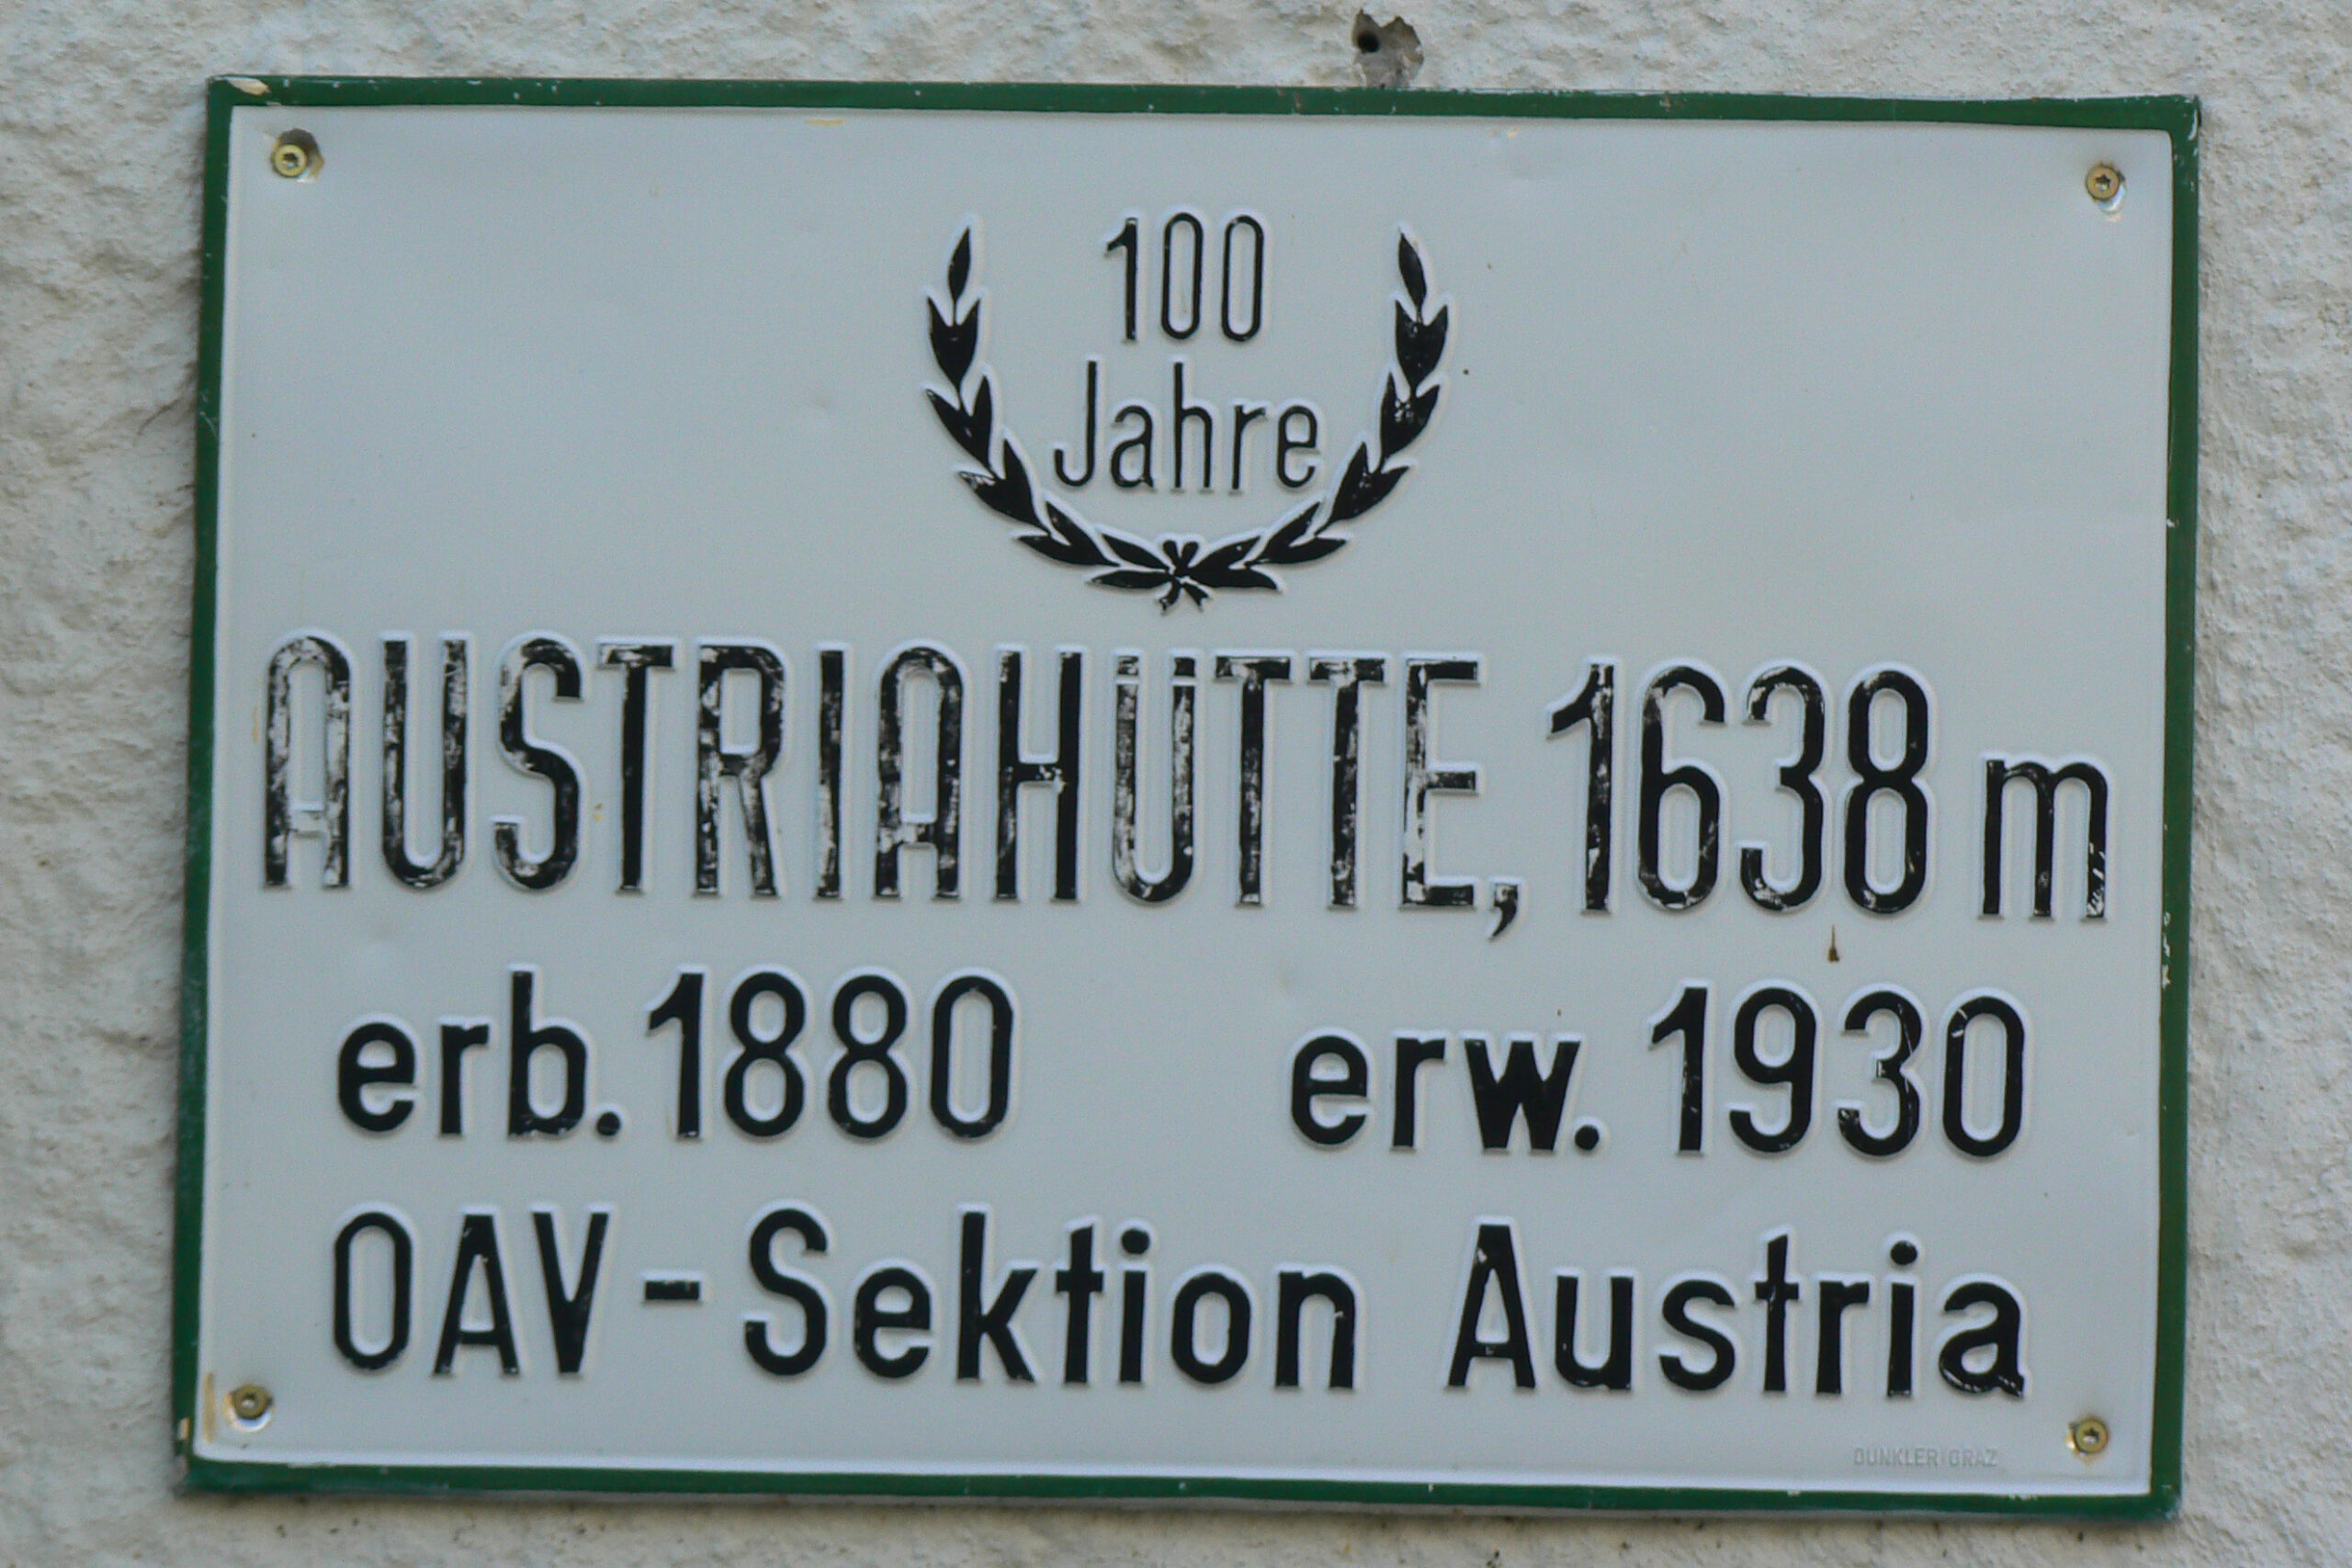 100
Jahre
AUSTRIAHÜTTE, 1638 m
erb. 1880 erw. 1930
OAV-Sektion Austria
DUNKLER GRAZ